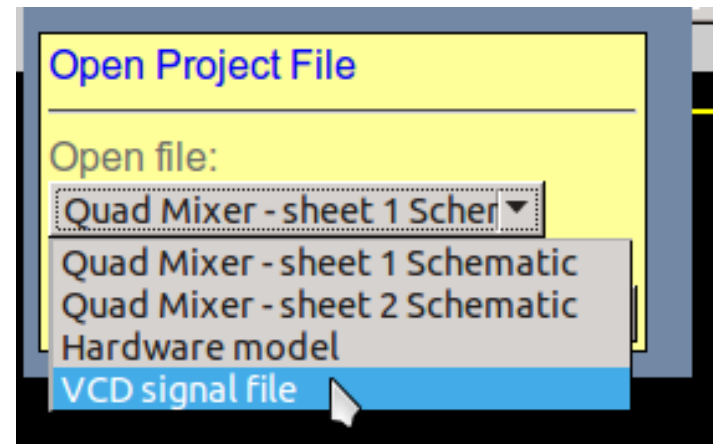 Open Project File
Open file:
Quad Mixer - sheet 1 Scher
Quad Mixer - sheet 1 Schematic
Quad Mixer - sheet 2 Schematic
Hardware model
VCD signal file